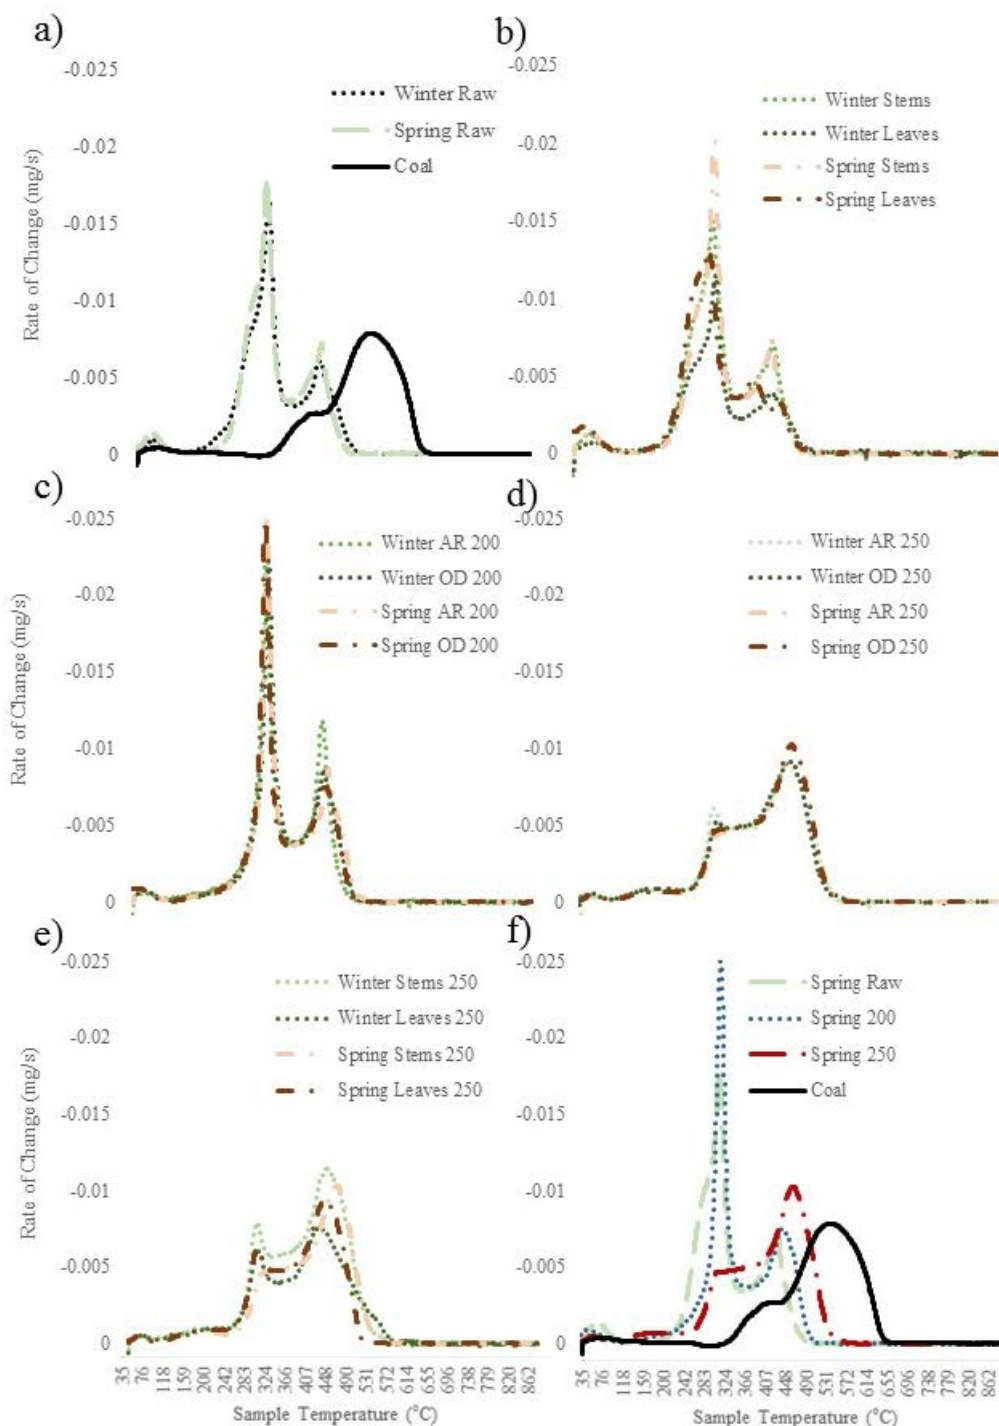 a)
-0.025
-0.02
-0.015
-0.01
-0.005
0
Rate of Change (mg/s)
Winter Raw
Spring Raw
Coal
b)
-0.025
-0.02
-0.015
-0.01
-0.005
0
Winter Stems
Winter Leaves
Spring Stems
Spring Leaves
c)
-0.025
-0.02
-0.015
-0.01
-0.005
0
Rate of Change (mg/s)
Winter AR 200
Winter OD 200
Spring AR 200
Spring OD 200
d)
-0.025
-0.02
-0.015
-0.01
-0.005
0
Winter AR 250
Winter OD 250
Spring AR 250
Spring OD 250
e)
-0.025
-0.02
-0.015
-0.01
-0.005
0
Rate of Change (mg/s)
Winter Stems 250
Winter Leaves 250
Spring Stems 250
Spring Leaves 250
35 76 118 159 200 242 283 324 366 407 448 490 531 572 614 655 696 738 779 820 862
Sample Temperature (°C)
f)
-0.025
-0.02
-0.015
-0.01
-0.005
0
Spring Raw
Spring 200
Spring 250
Coal
35 76 118 159 200 242 283 324 366 407 448 490 531 572 614 655 696 738 779 820 862
Sample Temperature (°C)